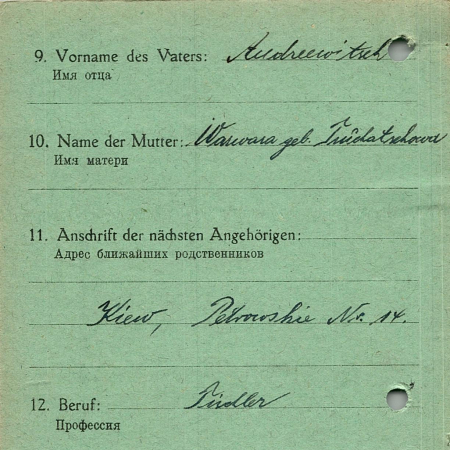 9. Vorname des Vaters: Andreewitsch
Имя отца
10. Name der Mutter: Warwara geb.
Имя матери
11. Anschrift der nächsten Angehörigen:
Адрес ближайших родственников
Kiew, Petrowskie Nr. 14.
12. Beruf:
Профессия